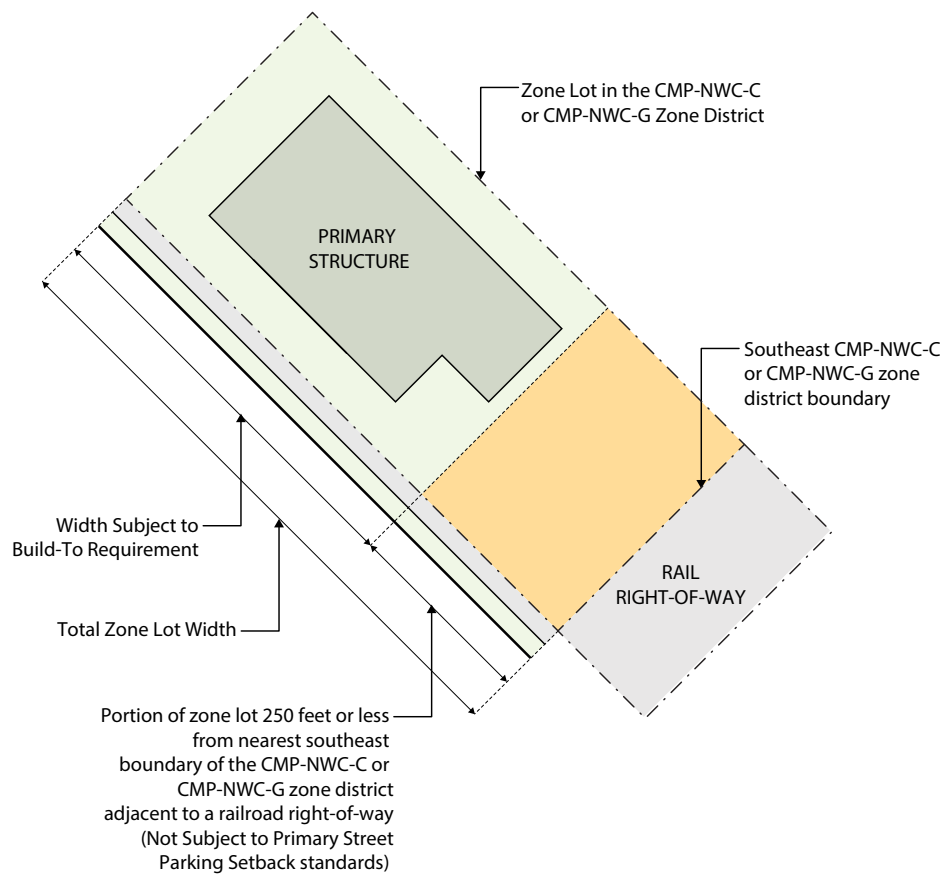 Zone Lot in the CMP-NWC-C
or CMP-NWC-G Zone District
PRIMARY
STRUCTURE
Southeast CMP-NWC-C
or CMP-NWC-G zone
district boundary
Width Subject to
Build-To Requirement
RAIL
RIGHT-OF-WAY
Total Zone Lot Width
Portion of zone lot 250 feet or less
from nearest southeast
boundary of the CMP-NWC-C or
CMP-NWC-G zone district
adjacent to a railroad right-of-way
(Not Subject to Primary Street
Parking Setback standards)